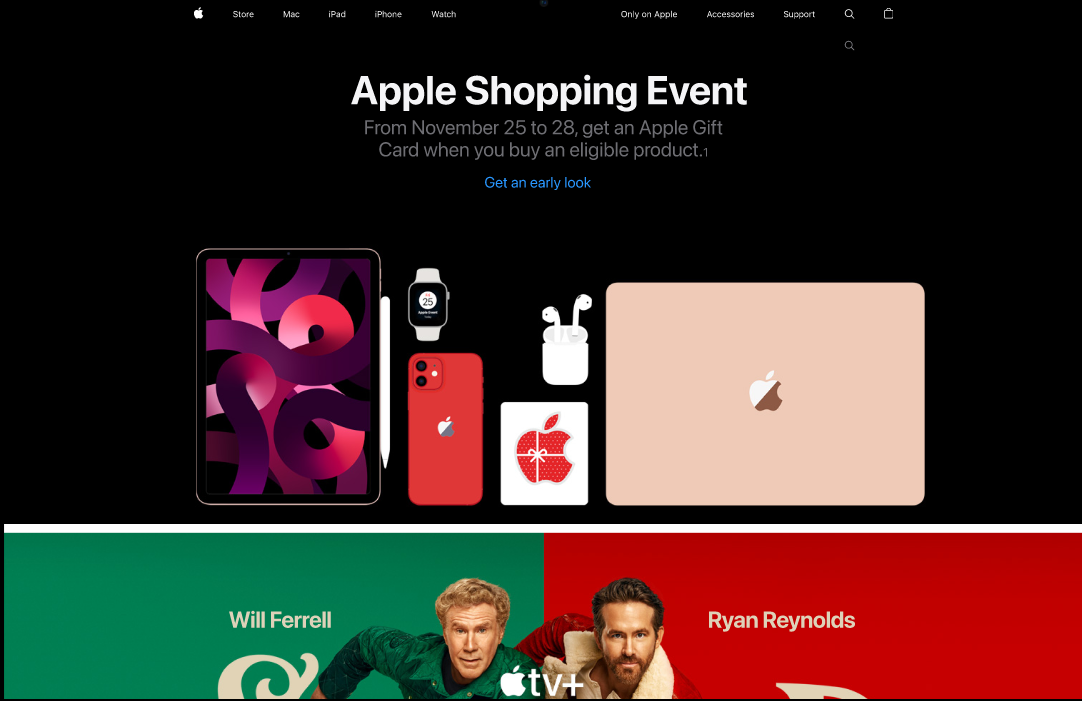 Store Mac iPad iPhone Watch Only on Apple Accessories Support
Apple Shopping Event
From November 25 to 28, get an Apple Gift
Card when you buy an eligible product.1
Get an early look
25
Apple Event
Will Ferrell
Ryan Reynolds
tv+